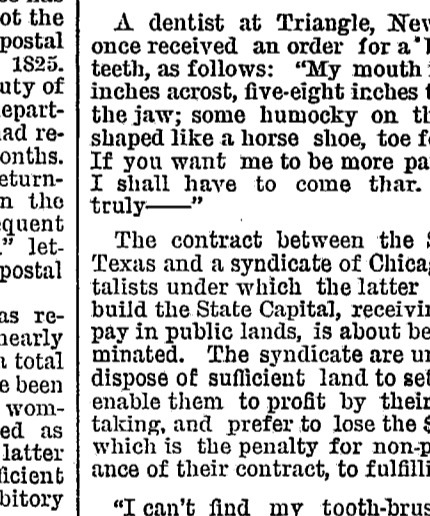 ot the
postal
1825.
uty of
epart-
ad re-
onths.
eturn-
n the
equent
" let-
postal
as re-
nearly
total
e been
wom-
ed as
latter
ficient
bitory
A dentist at Triangle, New
once received an order for a
teeth, as follows: "My mouth
inches acrost, five-eight inches t
the jaw; some humocky on th
shaped like a horse shoe, toe f
If you want me to be more pa
I shall have to come thar.
truly——"
The contract between the S
Texas and a syndicate of Chica
talists under which the latter
build the State Capital, receivin
pay in public lands, is about be
minated. The syndicate are un
dispose of sufficient land to set
enable them to profit by their
taking, and prefer to lose the $
which is the penalty for non-p
ance of their contract, to fulfilli
"I can't find my tooth-brus